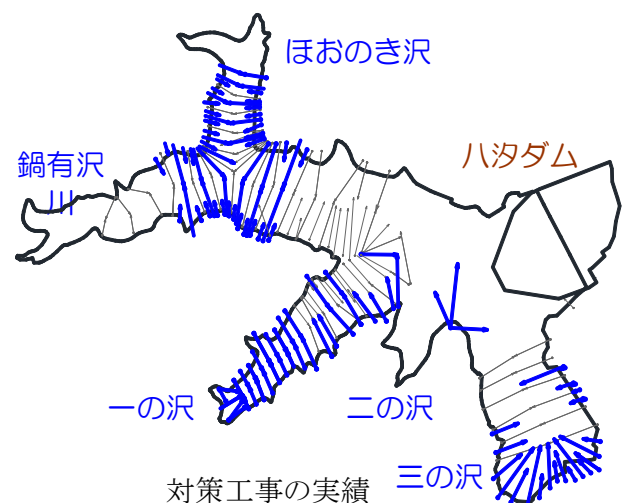 ほおのき沢
鍋有沢
川
ハ汐ダム
一の沢
二の沢
三の沢
対策工事の実績